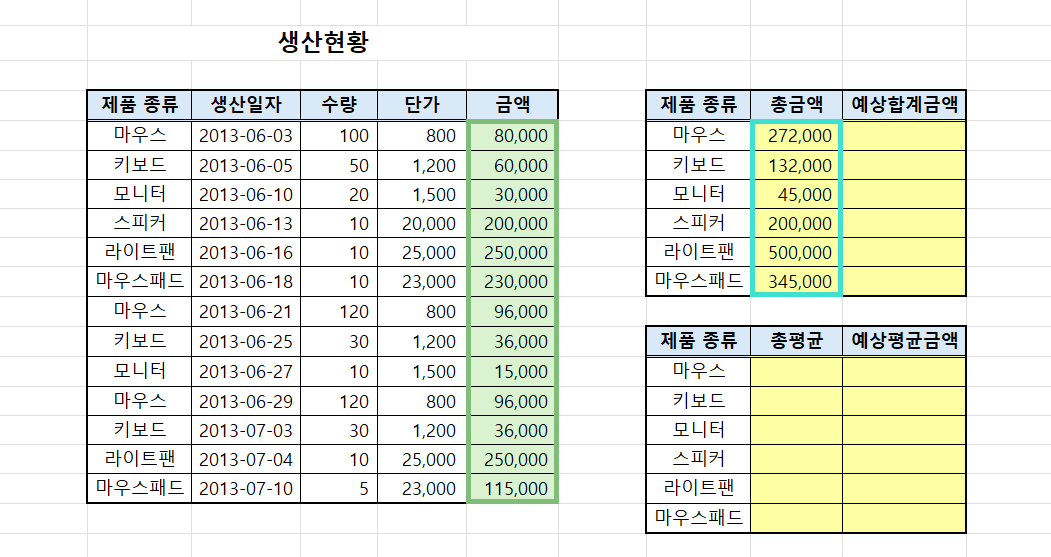 생산현황
제품 종류 생산일자 수량 단가 금액
마우스 2013-06-03 100 800 80,000
키보드 2013-06-05 50 1,200 60,000
모니터 2013-06-10 20 1,500 30,000
스피커 2013-06-13 10 20,000 200,000
라이트팬 2013-06-16 10 25,000 250,000
마우스패드 2013-06-18 10 23,000 230,000
마우스 2013-06-21 120 800 96,000
키보드 2013-06-25 30 1,200 36,000
모니터 2013-06-27 10 1,500 15,000
마우스 2013-06-29 120 800 96,000
키보드 2013-07-03 30 1,200 36,000
라이트팬 2013-07-04 10 25,000 250,000
마우스패드 2013-07-10 5 23,000 115,000
제품 종류 총금액 예상합계금액
마우스 272,000
키보드 132,000
모니터 45,000
스피커 200,000
라이트팬 500,000
마우스패드 345,000
제품 종류 총평균 예상평균금액
마우스
키보드
모니터
스피커
라이트팬
마우스패드